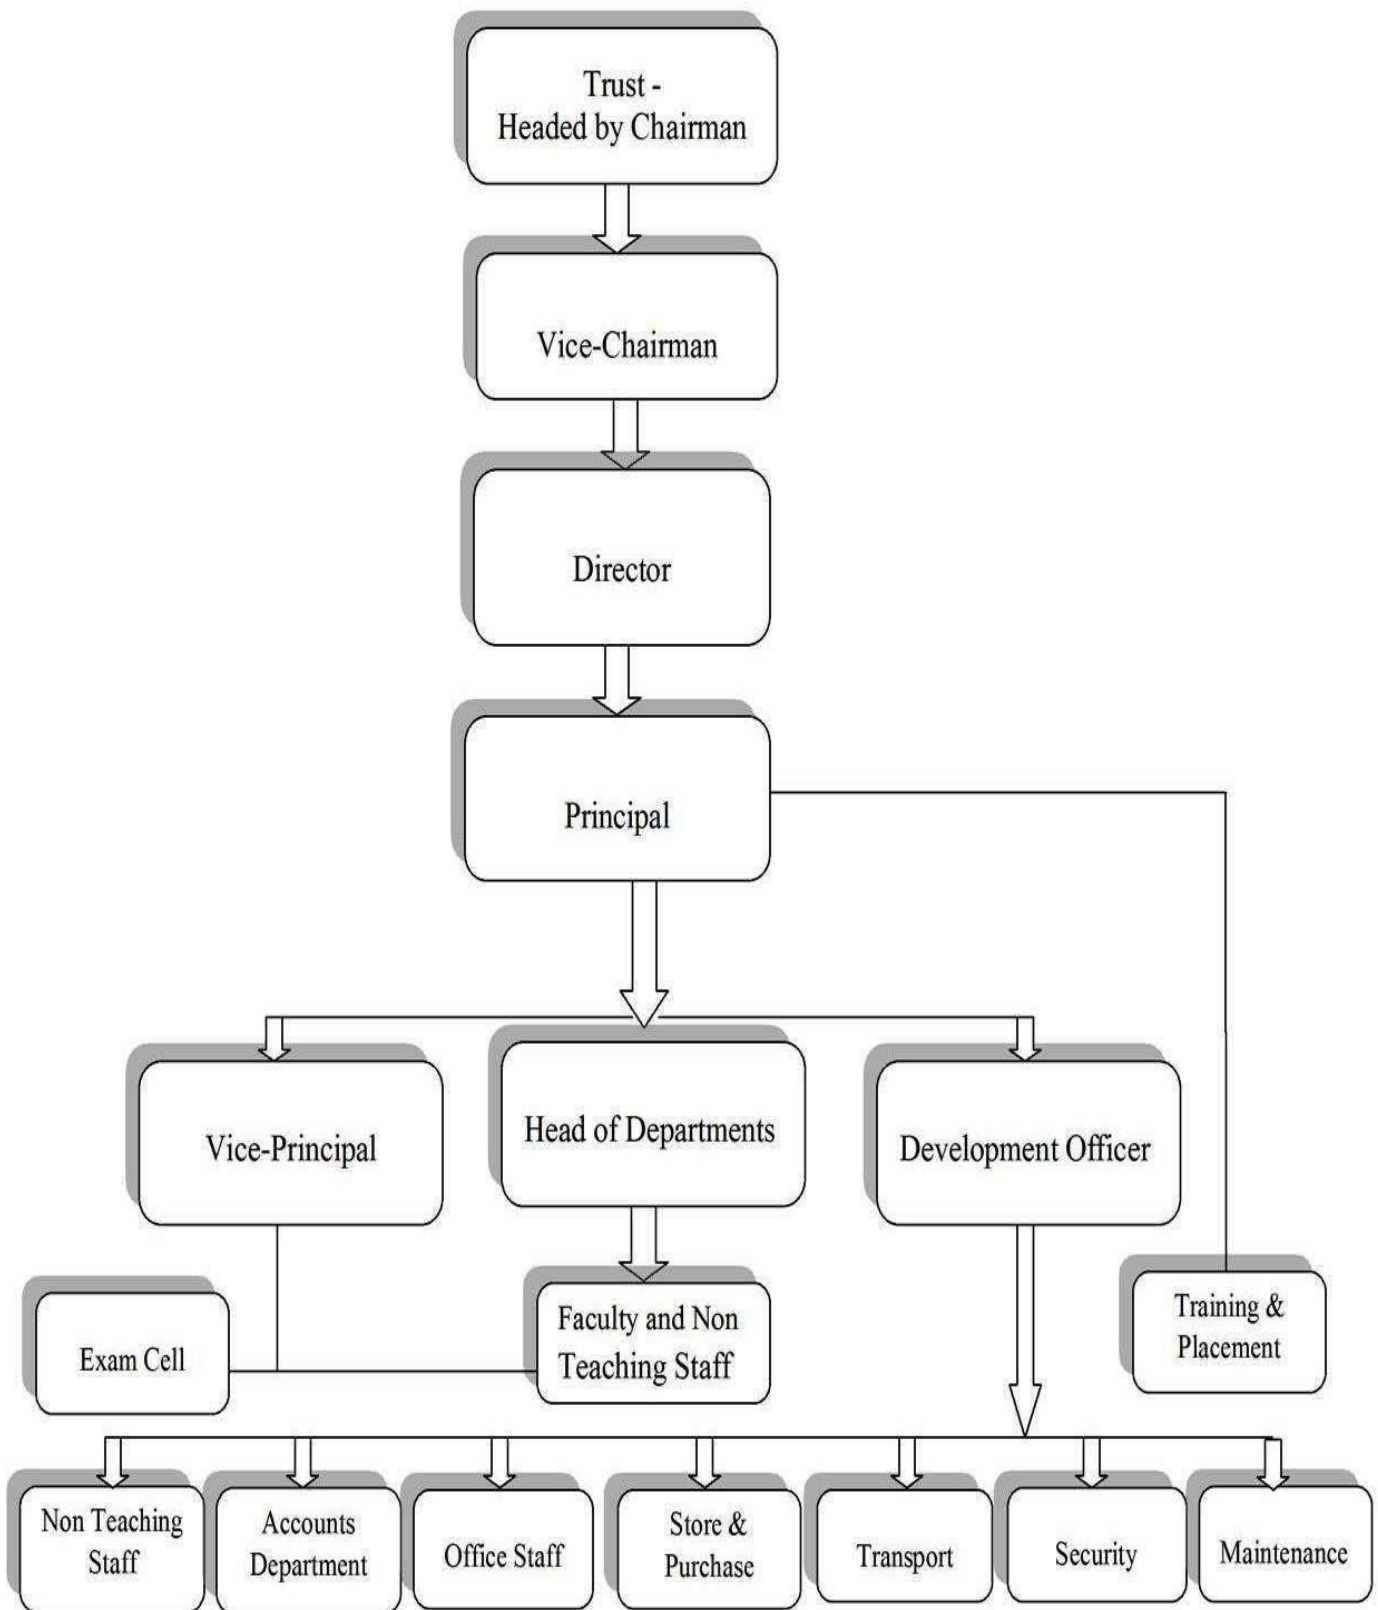 Trust -
Headed by Chairman
Vice-Chairman
Director
Principal
Vice-Principal
Head of Departments
Development Officer
Exam Cell
Faculty and Non
Teaching Staff
Training &
Placement
Non Teaching
Staff
Accounts
Department
Office Staff
Store &
Purchase
Transport
Security
Maintenance